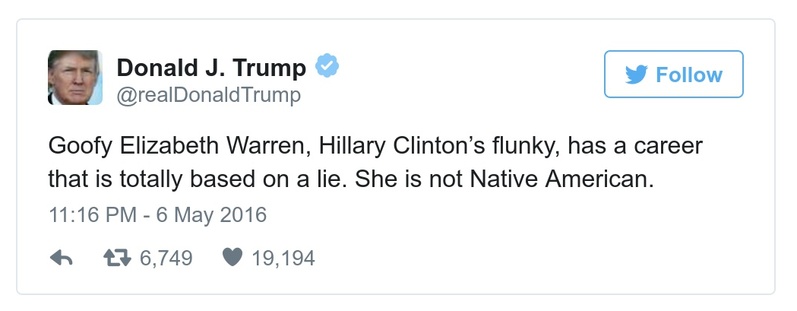 Donald J. Trump
@realDonaldTrump
Follow
Goofy Elizabeth Warren, Hillary Clinton’s flunky, has a career
that is totally based on a lie. She is not Native American.
11:16 PM - 6 May 2016
6,749 19,194